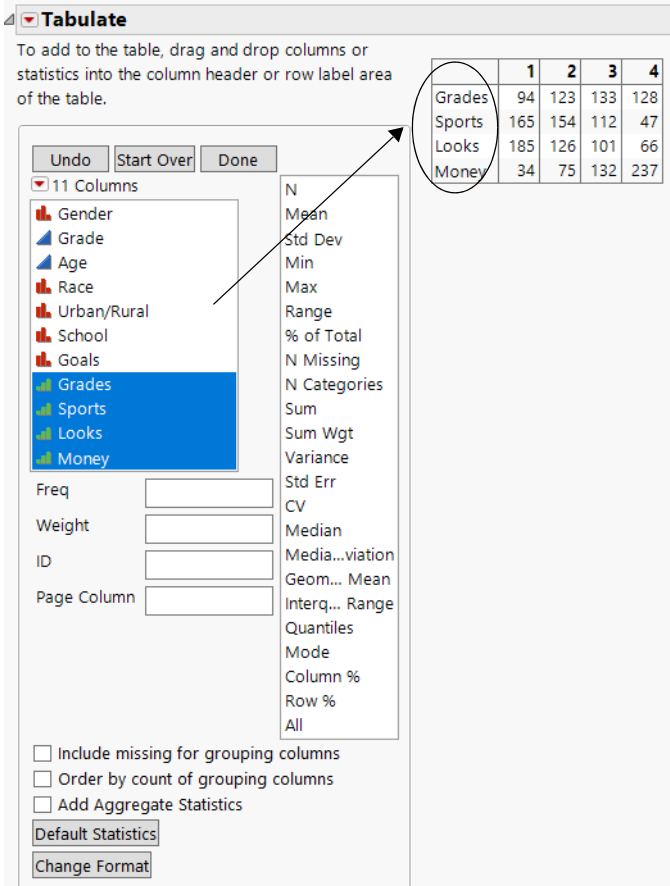 Tabulate
To add to the table, drag and drop columns or
statistics into the column header or row label area
of the table.
Undo Start Over Done
11 Columns
Gender
Grade
Age
Race
Urban/Rural
School
Goals
Grades
Sports
Looks
Money
Freq
Weight
ID
Page Column
N
Mean
Std Dev
Min
Max
Range
% of Total
N Missing
N Categories
Sum
Sum Wgt
Variance
Std Err
CV
Median
Media...viation
Geom... Mean
Interq... Range
Quantiles
Mode
Column %
Row %
All
Include missing for grouping columns
Order by count of grouping columns
Add Aggregate Statistics
Default Statistics
Change Format
1 2 3 4
Grades 94 123 133 128
Sports 165 154 112 47
Looks 185 126 101 66
Money 34 75 132 237